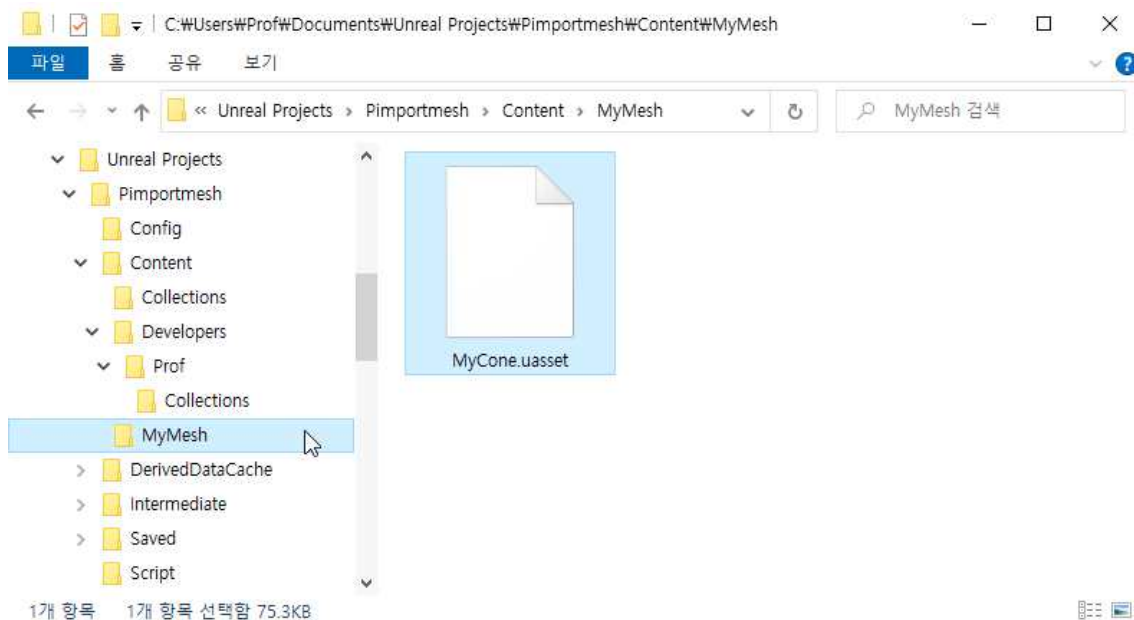 C:₩Users₩Prof₩Documents₩Unreal Projects₩Pimportmesh₩Content₩MyMesh
파일 홈 공유 보기
« Unreal Projects › Pimportmesh › Content › MyMesh
MyMesh 검색
Unreal Projects
Pimportmesh
Config
Content
Collections
Developers
Prof
Collections
MyMesh
DerivedDataCache
Intermediate
Saved
Script
MyCone.uasset
1개 항목 1개 항목 선택함 75.3KB